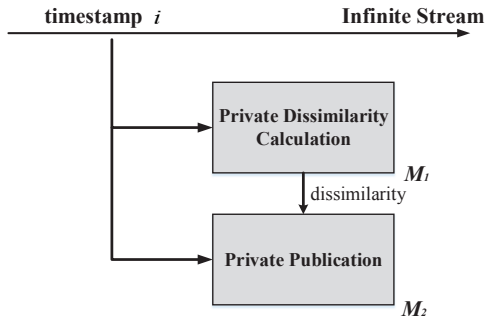 timestamp i Infinite Stream
Private Dissimilarity
Calculation
M₁
dissimilarity
Private Publication
M₂